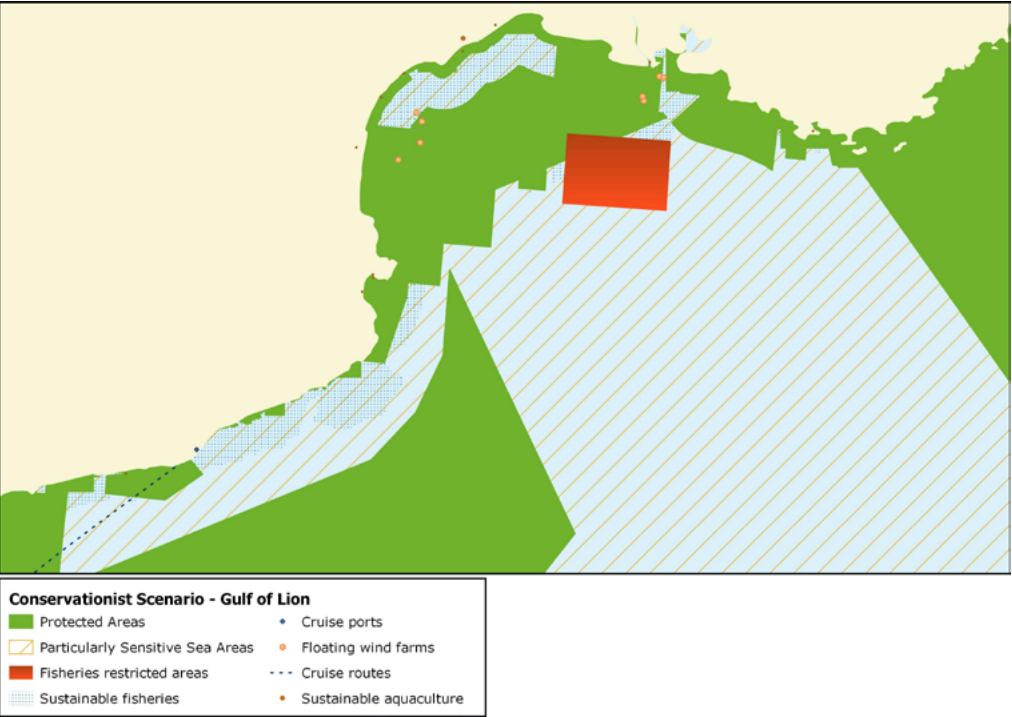 Conservationist Scenario - Gulf of Lion
Protected Areas
Particularly Sensitive Sea Areas
Fisheries restricted areas
Sustainable fisheries
Cruise ports
Floating wind farms
Cruise routes
Sustainable aquaculture